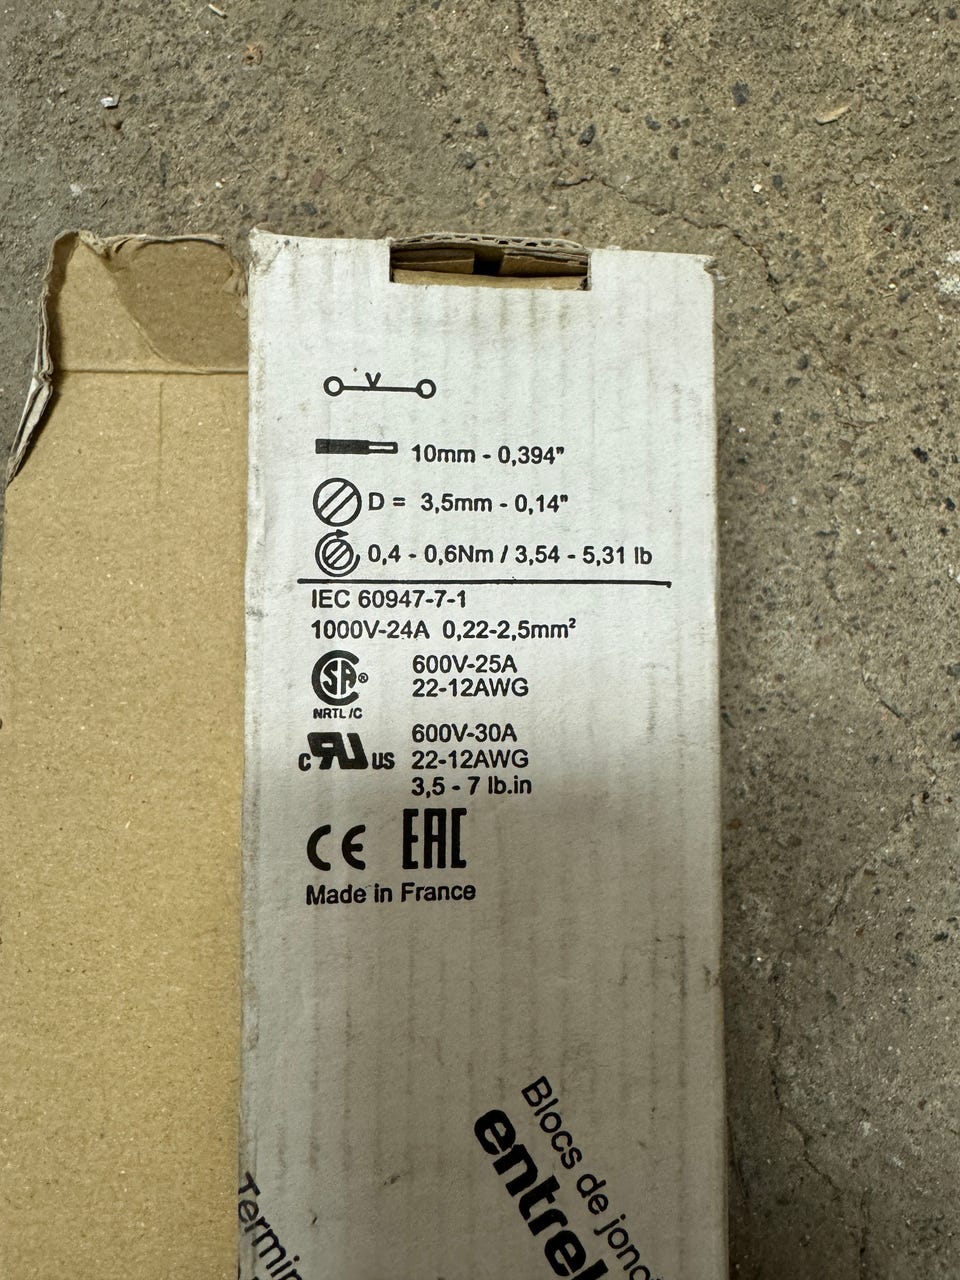 10mm - 0,394"
D = 3,5mm - 0,14"
0,4 - 0,6Nm / 3,54 - 5,31 lb
IEC 60947-7-1
1000V-24A 0,22-2,5mm²
SA®
NRTL/C
600V-25A
22-12AWG
c RU US
600V-30A
22-12AWG
3,5 - 7 lb.in
CE EAC
Made in France
Blocs de jonc
entrel
Termin